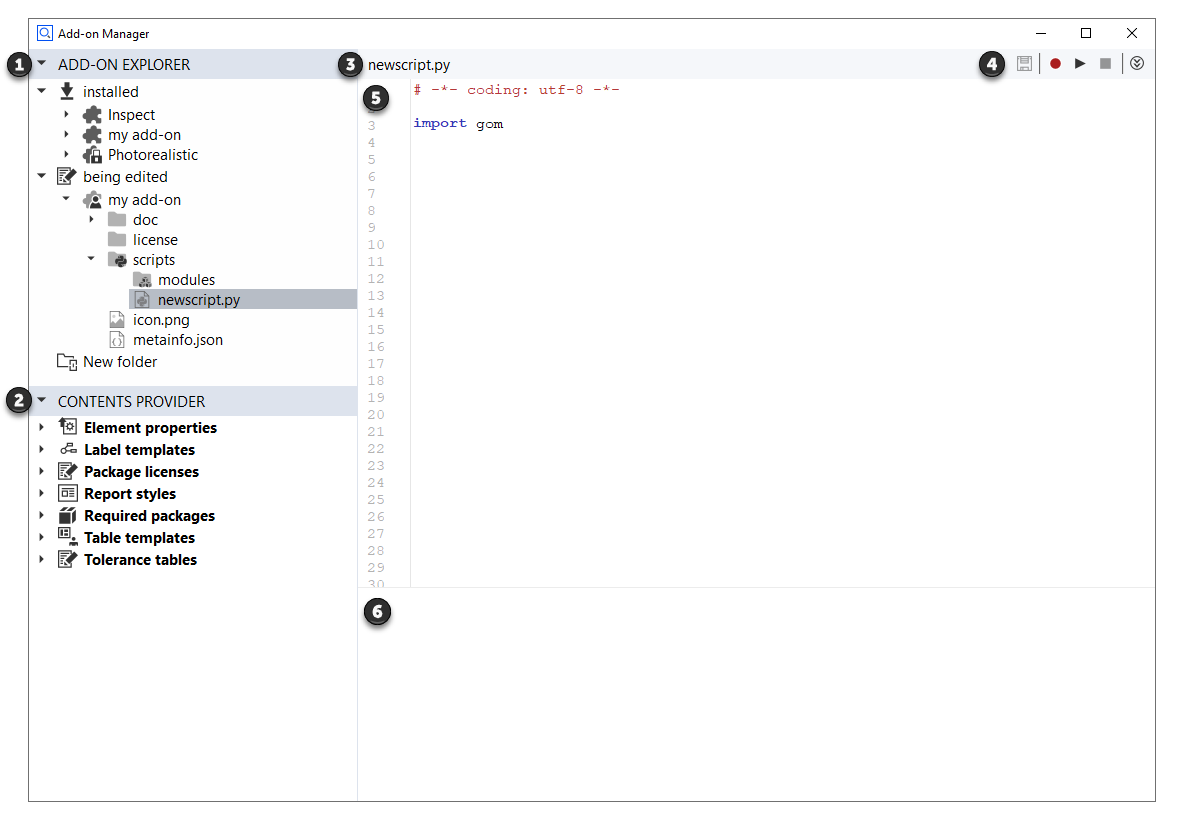 Add-on Manager
1 ADD-ON EXPLORER
installed
Inspect
my add-on
Photorealistic
being edited
my add-on
doc
license
scripts
modules
newscript.py
icon.png
metainfo.json
New folder
2 CONTENTS PROVIDER
Element properties
Label templates
Package licenses
Report styles
Required packages
Table templates
Tolerance tables
3 newscript.py
4
5 # -*- coding: utf-8 -*-
3 import gom
4
5
6
7
8
9
10
11
12
13
14
15
16
17
18
19
20
21
22
23
24
25
26
27
28
29
30
6